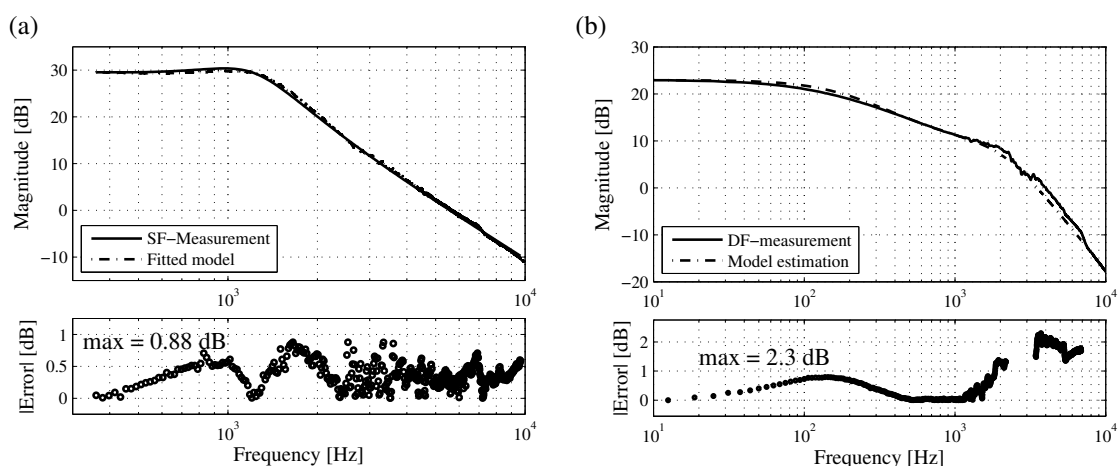 (a)
30
20
10
0
−10
Magnitude [dB]
SF−Measurement
Fitted model
10^3
10^4
1
0.5
0
|Error| [dB]
max = 0.88 dB
10^3
10^4
Frequency [Hz]
(b)
30
20
10
0
−10
−20
Magnitude [dB]
DF−measurement
Model estimation
10^1
10^2
10^3
10^4
2
1
0
|Error| [dB]
max = 2.3 dB
10^1
10^2
10^3
10^4
Frequency [Hz]